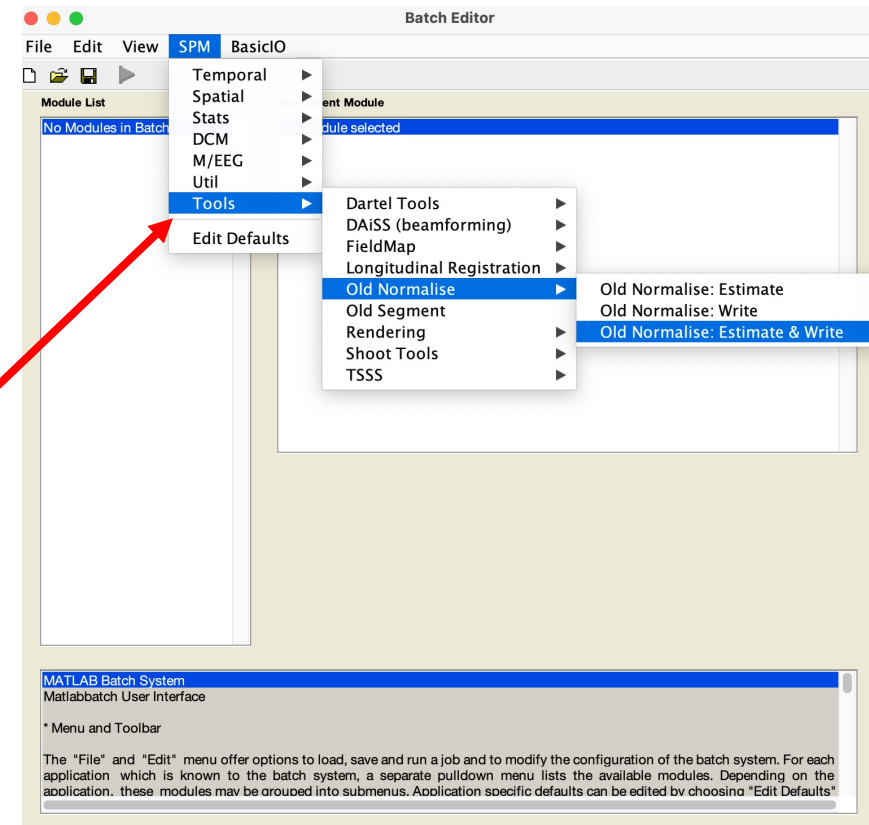 Batch Editor
File Edit View SPM BasicIO
Module List
No Modules in Batch
ent Module
dule selected
Temporal
Spatial
Stats
DCM
M/EEG
Util
Tools
Edit Defaults
Dartel Tools
DAiSS (beamforming)
FieldMap
Longitudinal Registration
Old Normalise
Old Segment
Rendering
Shoot Tools
TSSS
Old Normalise: Estimate
Old Normalise: Write
Old Normalise: Estimate & Write
MATLAB Batch System
Matlabbatch User Interface
* Menu and Toolbar
The "File" and "Edit" menu offer options to load, save and run a job and to modify the configuration of the batch system. For each
application which is known to the batch system, a separate pulldown menu lists the available modules. Depending on the
application, these modules may be grouped into submenus. Application specific defaults can be edited by choosing "Edit Defaults"